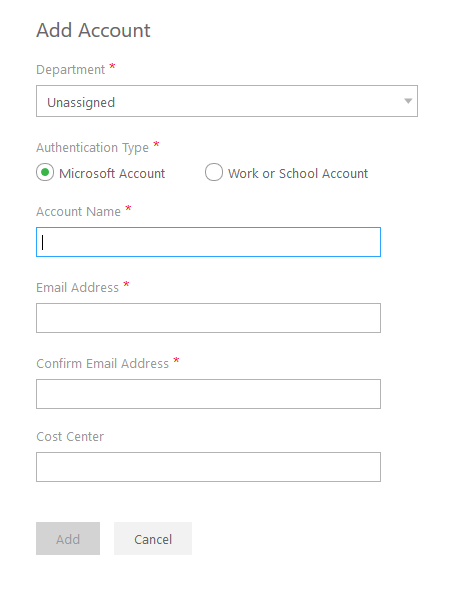 Add Account
Department *
Unassigned
Authentication Type *
Microsoft Account Work or School Account
Account Name *
Email Address *
Confirm Email Address *
Cost Center
Add Cancel